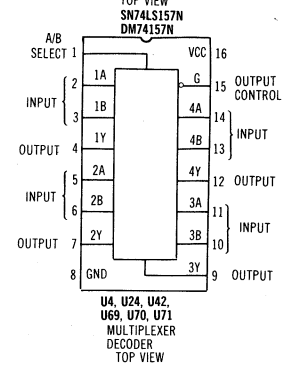 TOP VIEW
SN74LS157N
DM74157N
A/B
SELECT 1
VCC 16
2 1A
G 15 OUTPUT
CONTROL
INPUT
4A 14
3 1B
INPUT
4B 13
OUTPUT 4 1Y
4Y 12 OUTPUT
5 2A
3A 11
INPUT
INPUT
6 2B
3B 10
OUTPUT 7 2Y
3Y 9 OUTPUT
8 GND
U4, U24, U42,
U69, U70, U71
MULTIPLEXER
DECODER
TOP VIEW